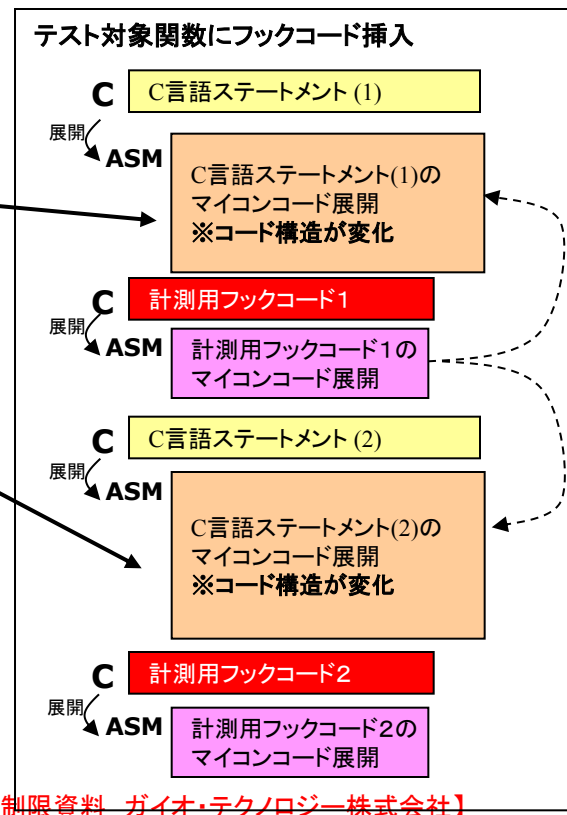 テスト対象関数にフックコード挿入
C
C言語ステートメント(1)
展開
ASM
C言語ステートメント(1)の
マイコンコード展開
※コード構造が変化
C
計測用フックコード1
展開
ASM
計測用フックコード1の
マイコンコード展開
C
C言語ステートメント(2)
展開
ASM
C言語ステートメント(2)の
マイコンコード展開
※コード構造が変化
C
計測用フックコード2
展開
ASM
計測用フックコード2の
マイコンコード展開
制限資料 ガイオ・テクノロジー株式会社】